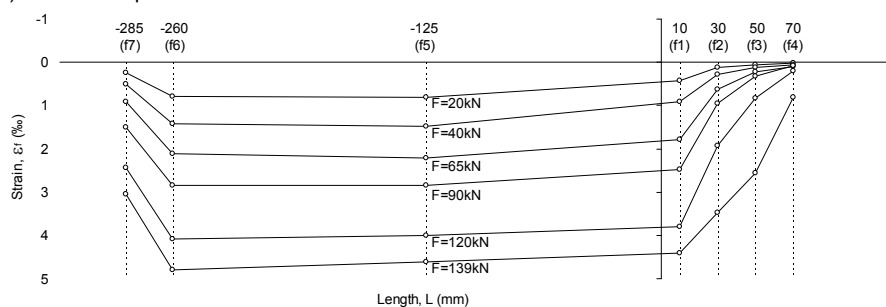 -1
-285 -260 -125 10 30 50 70
(f7) (f6) (f5) (f1) (f2) (f3) (f4)
0
F=20kN
1
F=40kN
2
F=65kN
F=90kN
3
4
F=120kN
F=139kN
5
Strain, εf (‰)
Length, L (mm)